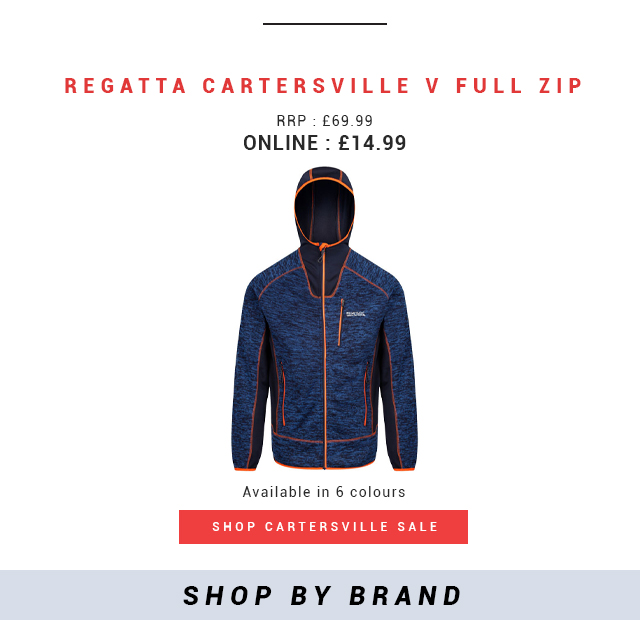 REGATTA CARTERSVILLE V FULL ZIP
RRP : £69.99
ONLINE : £14.99
Available in 6 colours
SHOP CARTERSVILLE SALE
SHOP BY BRAND